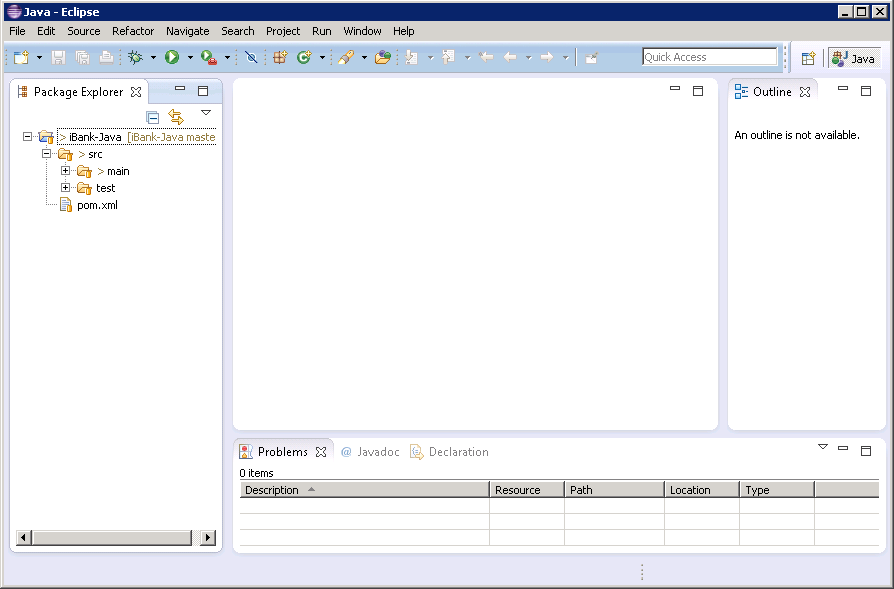 Java - Eclipse
File Edit Source Refactor Navigate Search Project Run Window Help
Quick Access
Java
Package Explorer
> iBank-Java [iBank-Java maste
> src
> main
test
pom.xml
Outline
An outline is not available.
Problems @ Javadoc Declaration
0 items
Description Resource Path Location Type